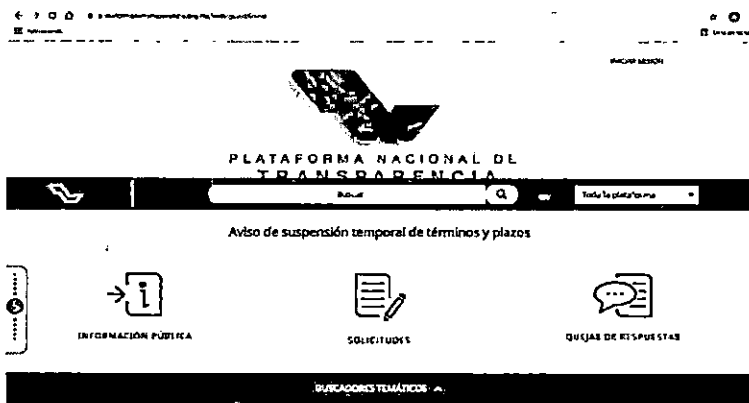 INICIAR SESIÓN
PLATAFORMA NACIONAL DE
TRANSPARENCIA
Buscar
en
Toda la plataforma
Aviso de suspensión temporal de términos y plazos
INFORMACIÓN PÚBLICA
SOLICITUDES
QUEJAS DE RESPUESTAS
BUSCADORES TEMÁTICOS